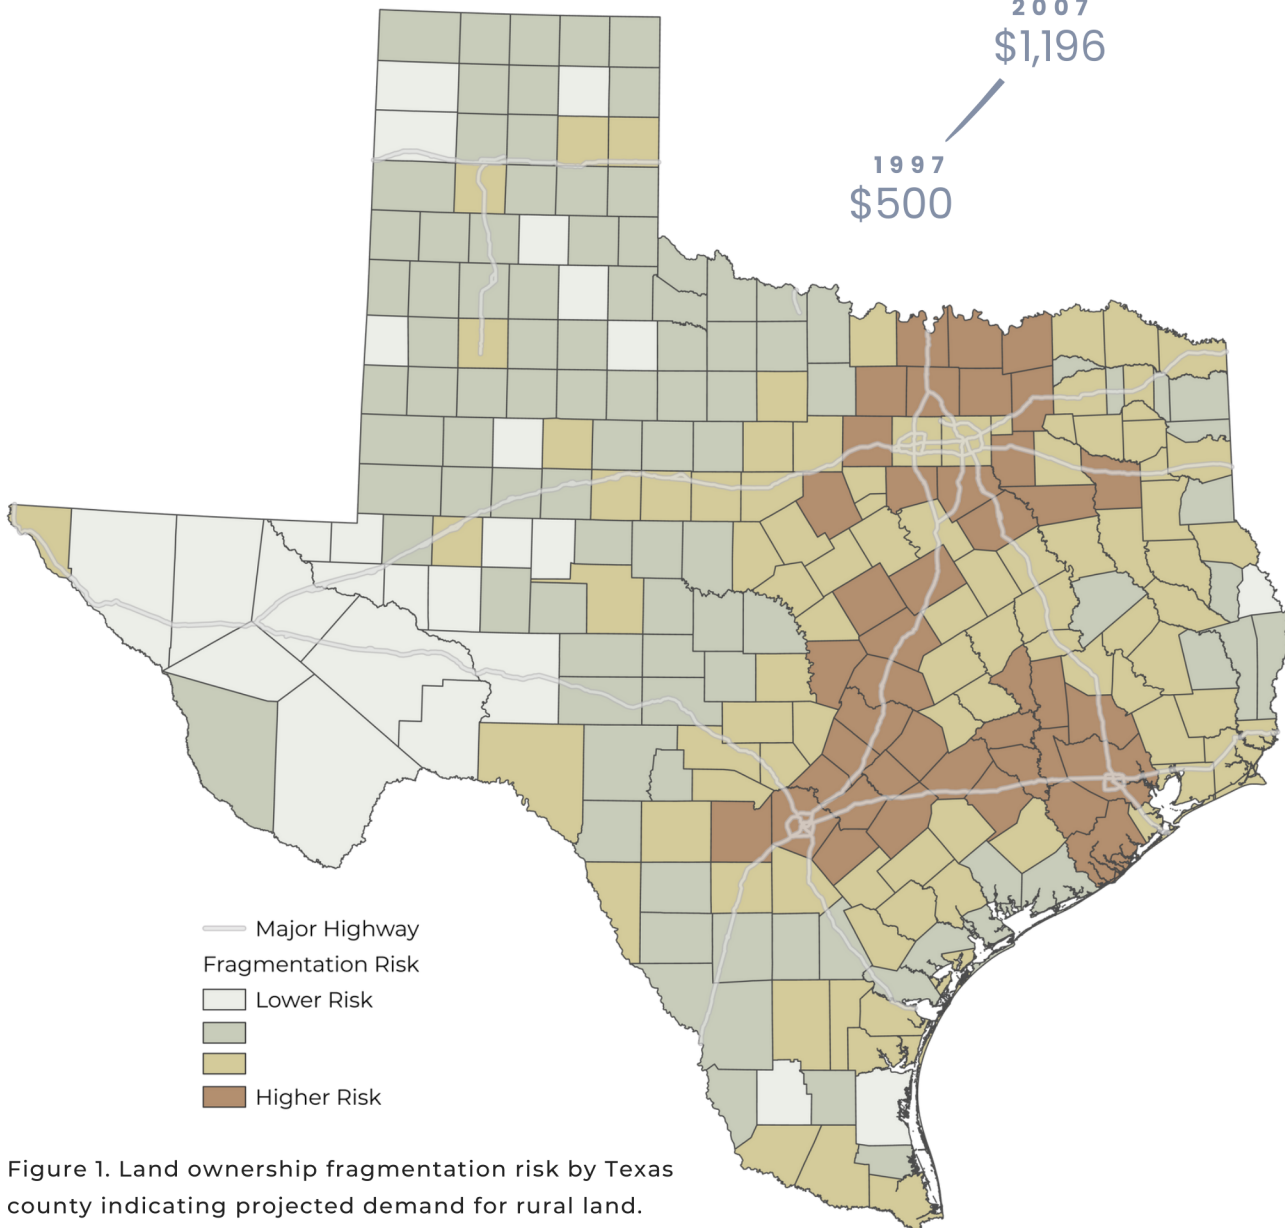 2007
$1,196
1997
$500
Major Highway
Fragmentation Risk
Lower Risk
Higher Risk
Figure 1. Land ownership fragmentation risk by Texas
county indicating projected demand for rural land.